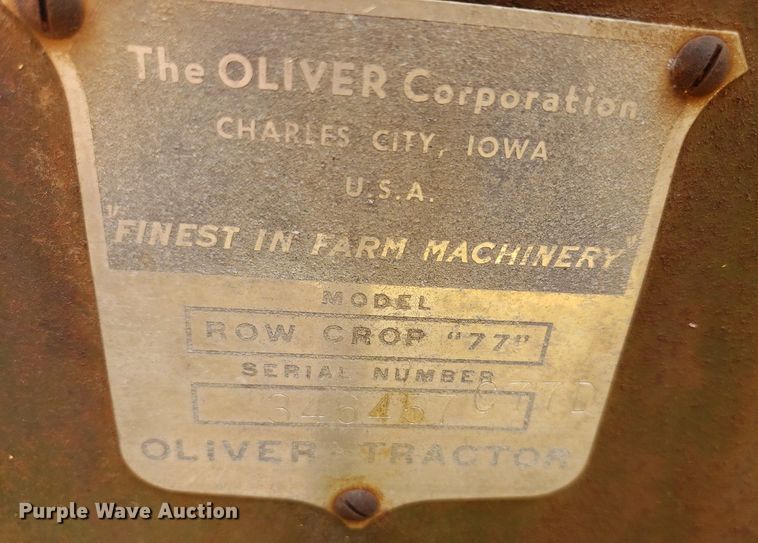 The OLIVER Corporation
CHARLES CITY, IOWA
U.S.A.
"FINEST IN FARM MACHINERY"
MODEL
ROW CROP "77"
SERIAL NUMBER
OLIVER TRACTOR
Purple Wave Auction